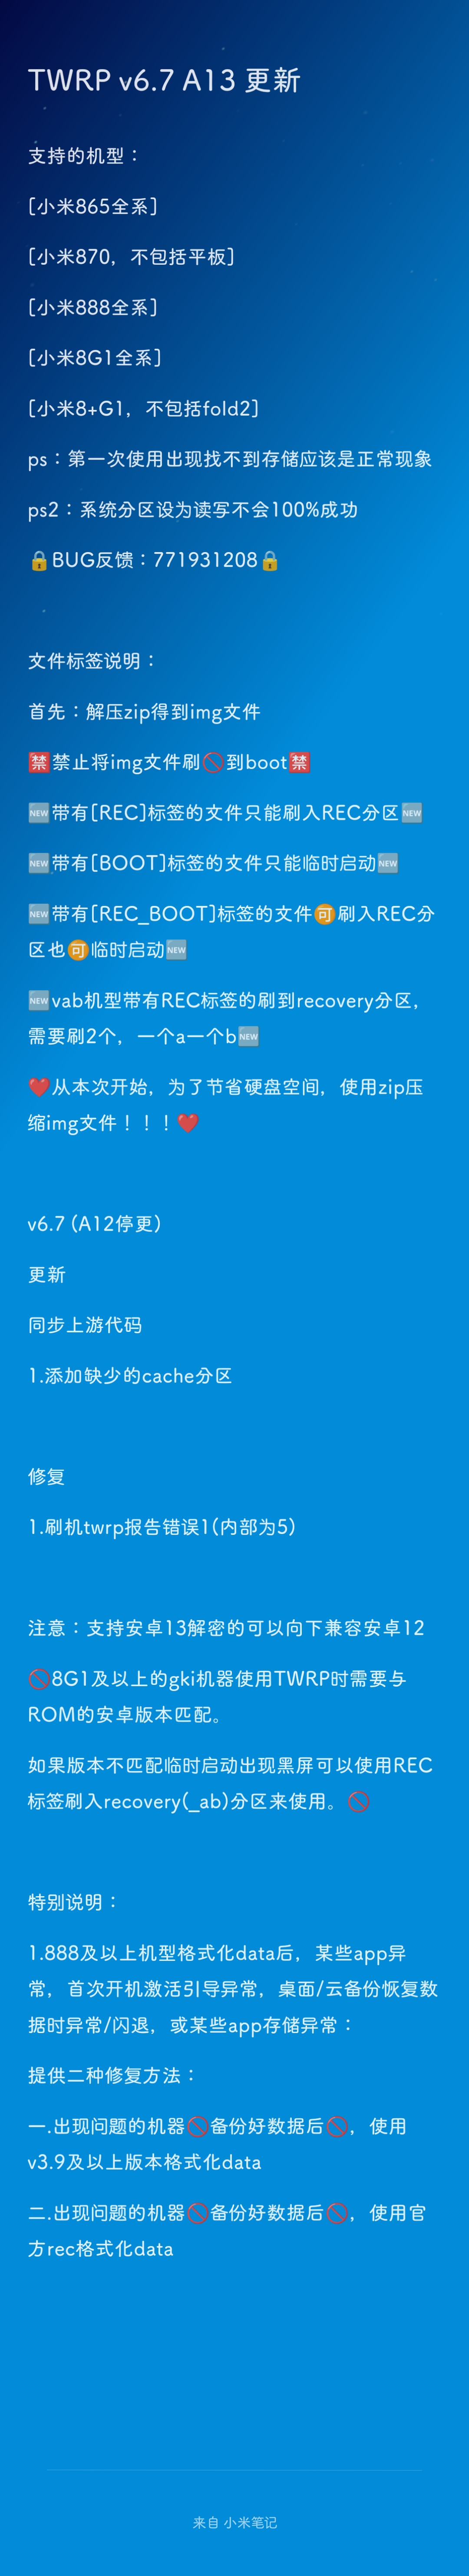 TWRP v6.7 A13 更新
支持的机型：
[小米865全系]
[小米870，不包括平板]
[小米888全系]
[小米8G1全系]
[小米8+G1，不包括fold2]
ps：第一次使用出现找不到存储应该是正常现象
ps2：系统分区设为读写不会100%成功
🔒BUG反馈：771931208🔒
文件标签说明：
首先：解压zip得到img文件
🈲禁止将img文件刷🚫到boot🈲
🆕带有[REC]标签的文件只能刷入REC分区🆕
🆕带有[BOOT]标签的文件只能临时启动🆕
🆕带有[REC_BOOT]标签的文件🉑刷入REC分
区也🉑临时启动🆕
🆕vab机型带有REC标签的刷到recovery分区，
需要刷2个，一个a一个b🆕
❤️从本次开始，为了节省硬盘空间，使用zip压
缩img文件！！！❤️
v6.7 (A12停更)
更新
同步上游代码
1.添加缺少的cache分区
修复
1.刷机twrp报告错误1(内部为5)
注意：支持安卓13解密的可以向下兼容安卓12
🚫8G1及以上的gki机器使用TWRP时需要与
ROM的安卓版本匹配。
如果版本不匹配临时启动出现黑屏可以使用REC
标签刷入recovery(_ab)分区来使用。🚫
特别说明：
1.888及以上机型格式化data后，某些app异
常，首次开机激活引导异常，桌面/云备份恢复数
据时异常/闪退，或某些app存储异常：
提供二种修复方法：
一.出现问题的机器🚫备份好数据后🚫，使用
v3.9及以上版本格式化data
二.出现问题的机器🚫备份好数据后🚫，使用官
方rec格式化data
来自 小米笔记